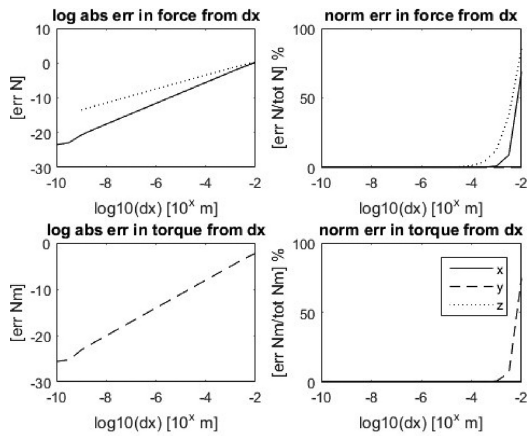 log abs err in force from dx
[err N]
10
0
-10
-20
-30
-10
-8
-6
-4
-2
log10(dx) [10^x m]
norm err in force from dx
[err N/tot N] %
100
50
0
-10
-8
-6
-4
-2
log10(dx) [10^x m]
log abs err in torque from dx
[err Nm]
0
-10
-20
-30
-10
-8
-6
-4
-2
log10(dx) [10^x m]
norm err in torque from dx
[err Nm/tot Nm] %
100
50
0
x
y
z
-10
-8
-6
-4
-2
log10(dx) [10^x m]